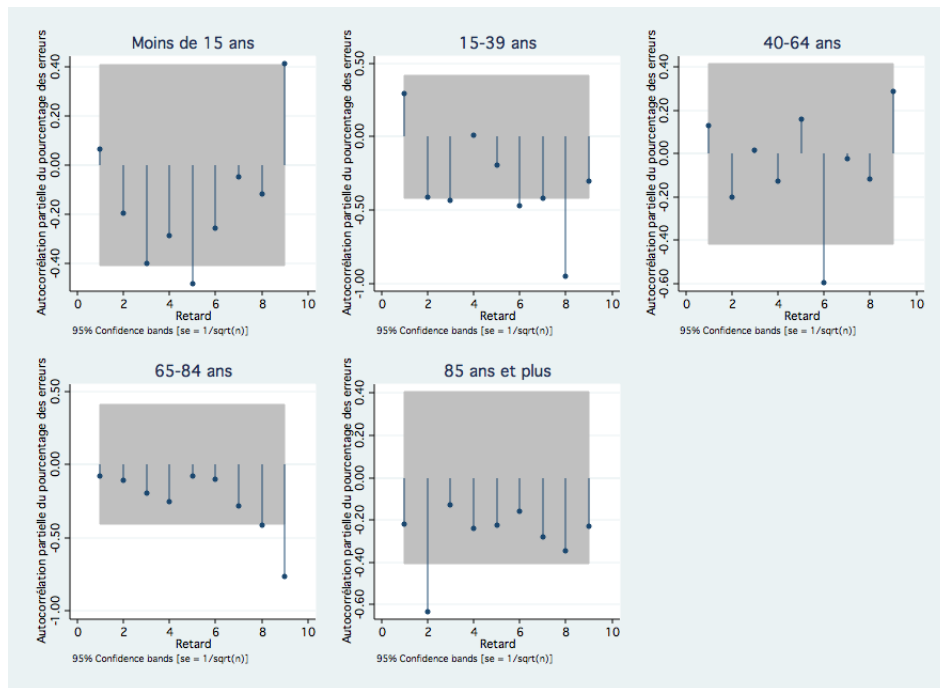 Moins de 15 ans
Autocorrélation partielle du pourcentage des erreurs
0.40
0.20
0.00
-0.20
-0.40
0 2 4 6 8 10
Retard
95% Confidence bands [se = 1/sqrt(n)]
15-39 ans
Autocorrélation partielle du pourcentage des erreurs
0.50
0.00
-0.50
-1.00
0 2 4 6 8 10
Retard
95% Confidence bands [se = 1/sqrt(n)]
40-64 ans
Autocorrélation partielle du pourcentage des erreurs
0.40
0.20
0.00
-0.20
-0.40
-0.60
0 2 4 6 8 10
Retard
95% Confidence bands [se = 1/sqrt(n)]
65-84 ans
Autocorrélation partielle du pourcentage des erreurs
0.50
0.00
-0.50
-1.00
0 2 4 6 8 10
Retard
95% Confidence bands [se = 1/sqrt(n)]
85 ans et plus
Autocorrélation partielle du pourcentage des erreurs
0.40
0.20
0.00
-0.20
-0.40
-0.60
0 2 4 6 8 10
Retard
95% Confidence bands [se = 1/sqrt(n)]